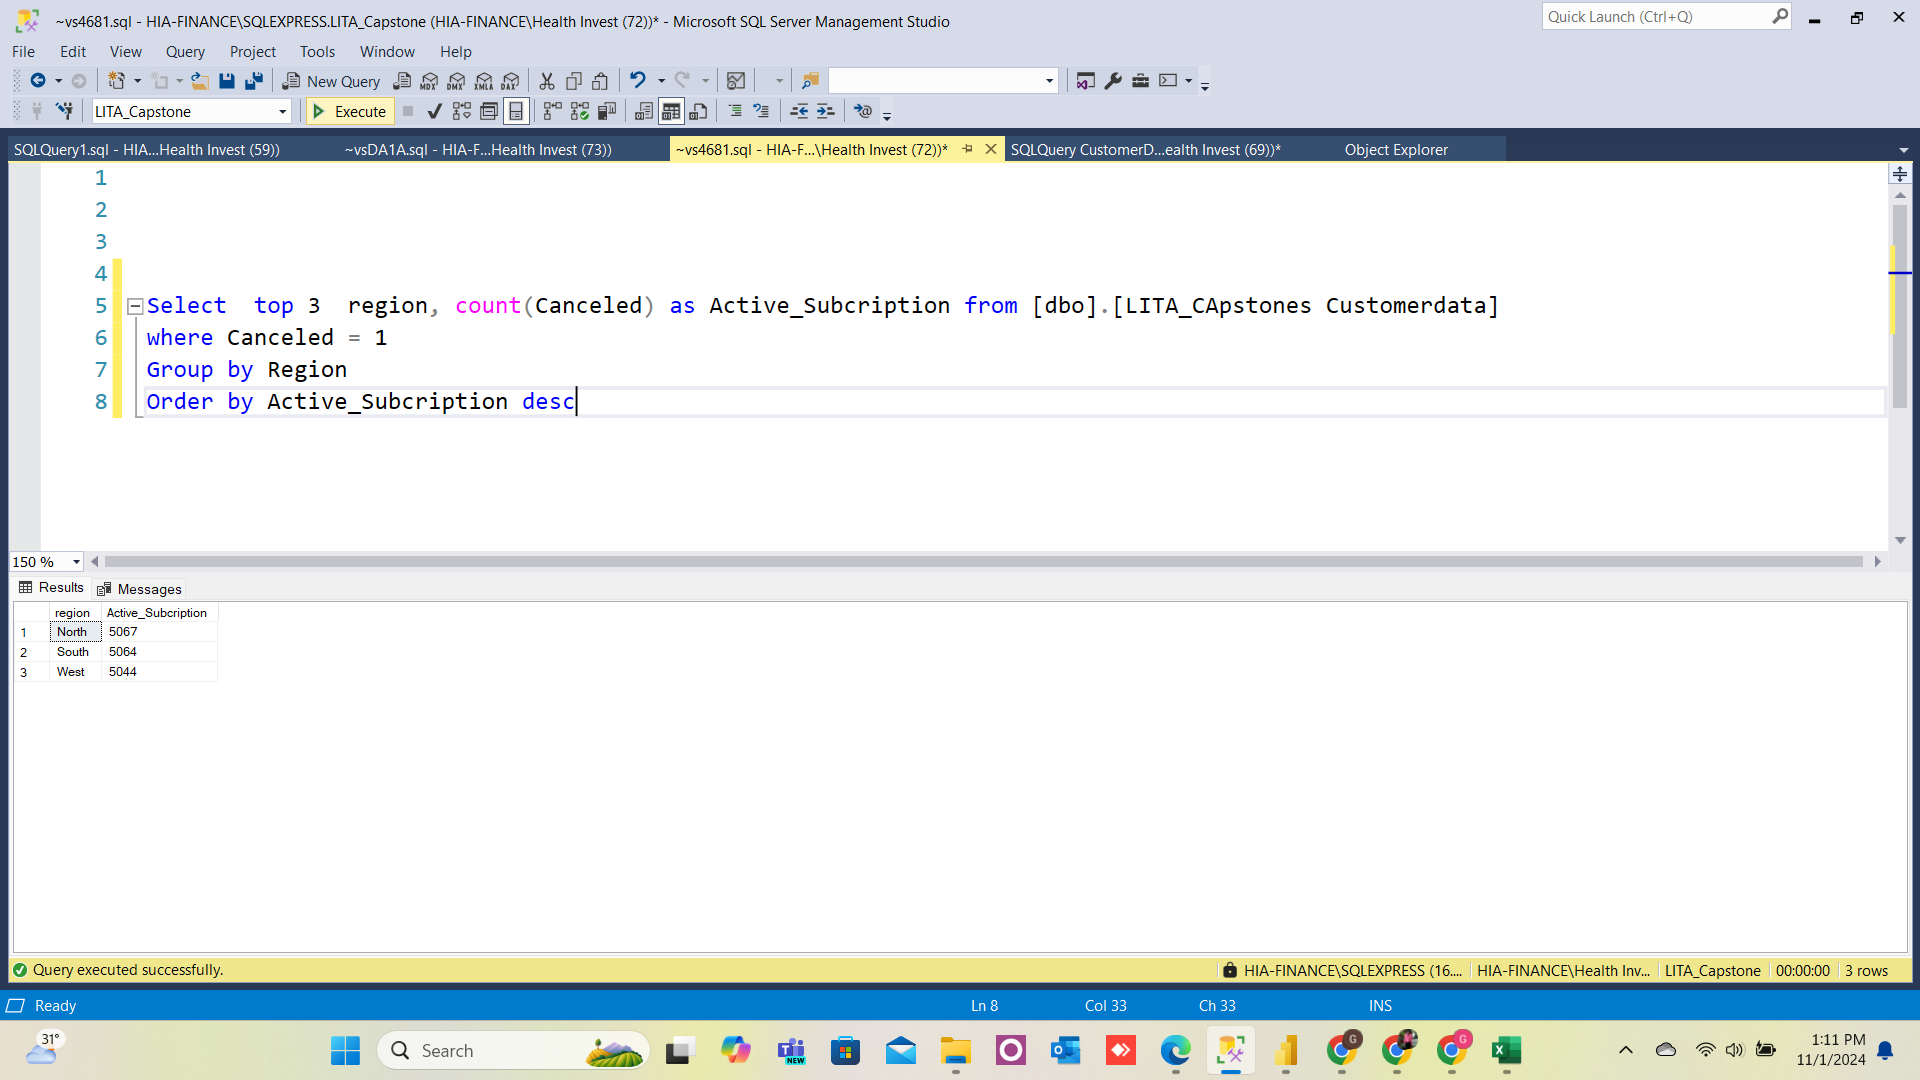 ~vs4681.sql - HIA-FINANCE\SQLEXPRESS.LITA_Capstone (HIA-FINANCE\Health Invest (72))* - Microsoft SQL Server Management Studio
Quick Launch (Ctrl+Q)
File Edit View Query Project Tools Window Help
New Query MDX DMX XMLA DAX
LITA_Capstone Execute
SQLQuery1.sql - HIA...Health Invest (59)) ~vsDA1A.sql - HIA-F...Health Invest (73)) ~vs4681.sql - HIA-F...\Health Invest (72))* SQLQuery CustomerD...ealth Invest (69))* Object Explorer
1
2
3
4
5 Select  top 3  region, count(Canceled) as Active_Subcription from [dbo].[LITA_CApstones Customerdata]
6 where Canceled = 1
7 Group by Region
8 Order by Active_Subcription desc
150 %
Results Messages
region Active_Subcription
1 North 5067
2 South 5064
3 West 5044
Query executed successfully. HIA-FINANCE\SQLEXPRESS (16.... HIA-FINANCE\Health Inv... LITA_Capstone 00:00:00 3 rows
Ready Ln 8 Col 33 Ch 33 INS
31°
Search
NEW
G
G
1:11 PM
11/1/2024